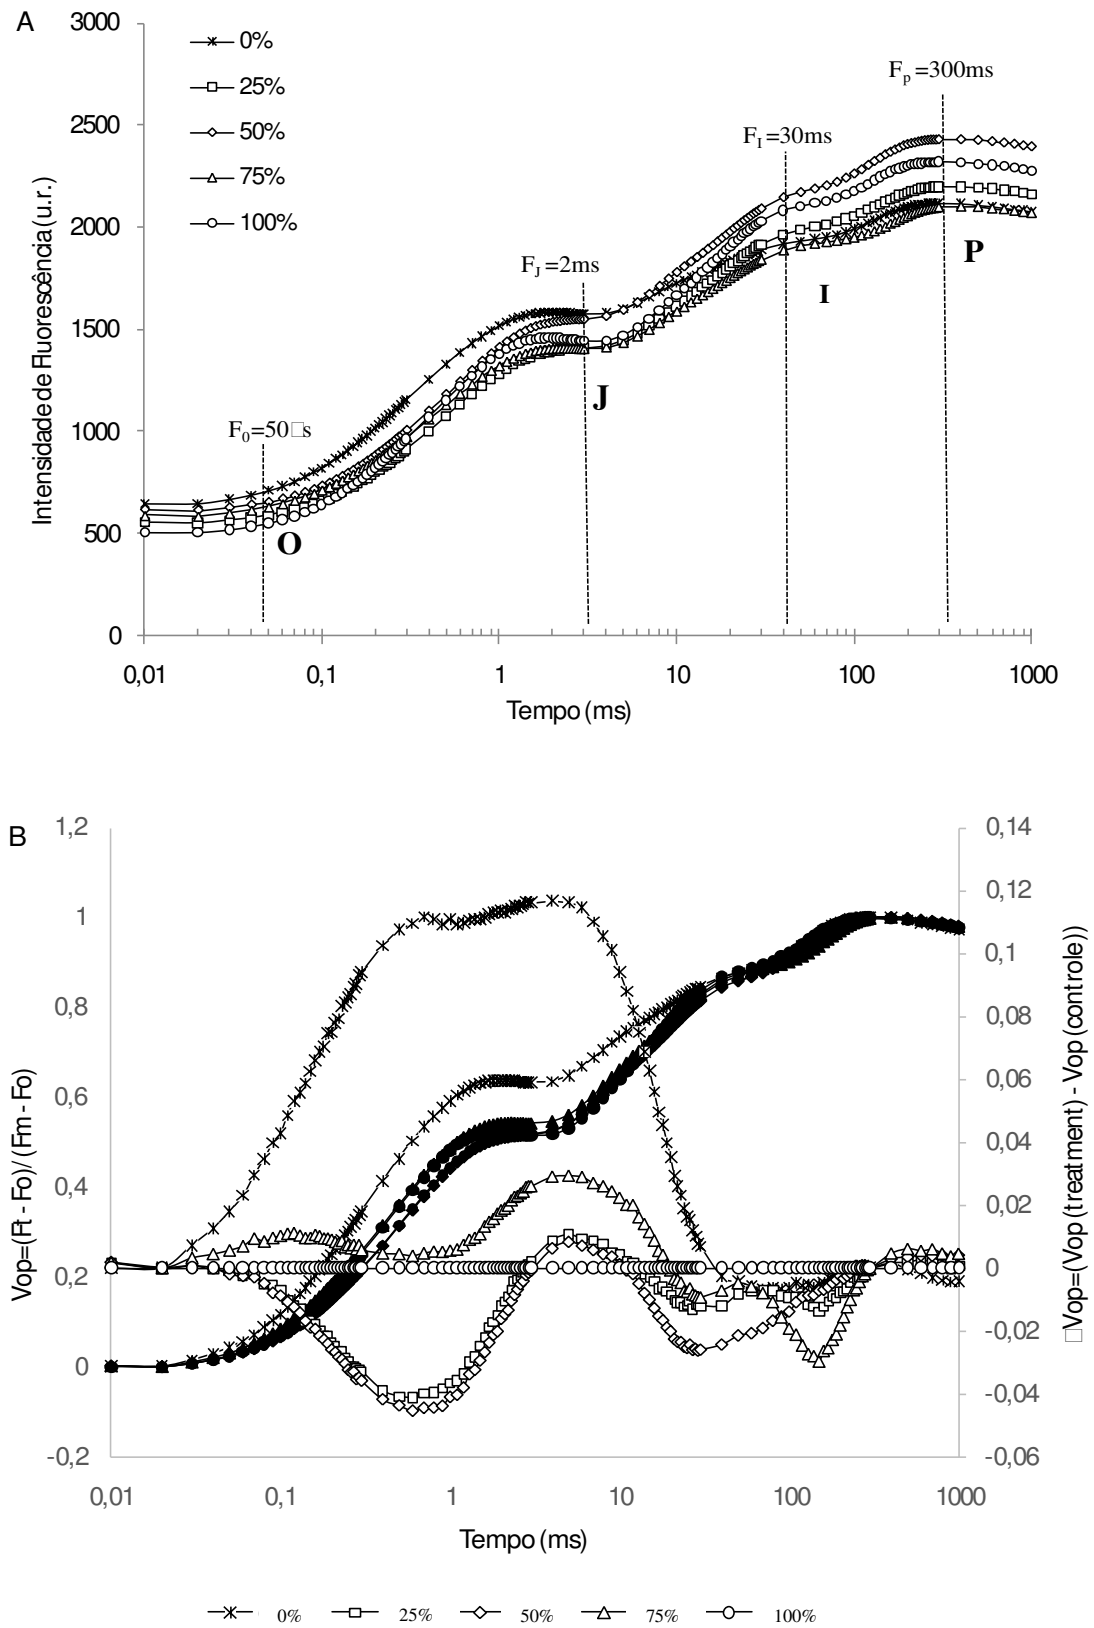 A
3000
2500
2000
1500
1000
500
0
Intensidade de Fluorescência (u.r.)
0%
25%
50%
75%
100%
F0=50□s
FJ=2ms
FI=30ms
Fp=300ms
O
J
I
P
0,01 0,1 1 10 100 1000
Tempo (ms)
B
1,2
1
0,8
0,6
0,4
0,2
0
-0,2
Vop=(Ft - Fo)/ (Fm - Fo)
0,14
0,12
0,1
0,08
0,06
0,04
0,02
0
-0,02
-0,04
-0,06
□Vop=(Vop (treatment) - Vop (controle))
0,01 0,1 1 10 100 1000
Tempo (ms)
0% 25% 50% 75% 100%